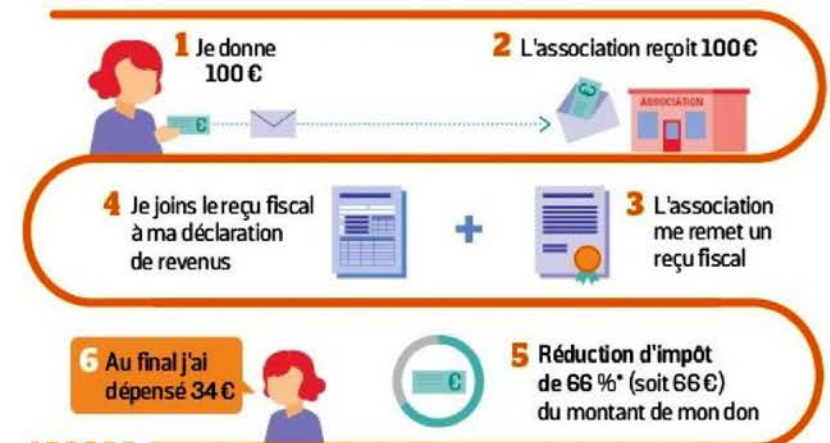 1 Je donne
100 €
2 L'association reçoit 100 €
ASSOCIATION
3 L'association
me remet un
reçu fiscal
4 Je joins le reçu fiscal
à ma déclaration
de revenus
5 Réduction d'impôt
de 66 %* (soit 66 €)
du montant de mon don
6 Au final j'ai
dépensé 34 €